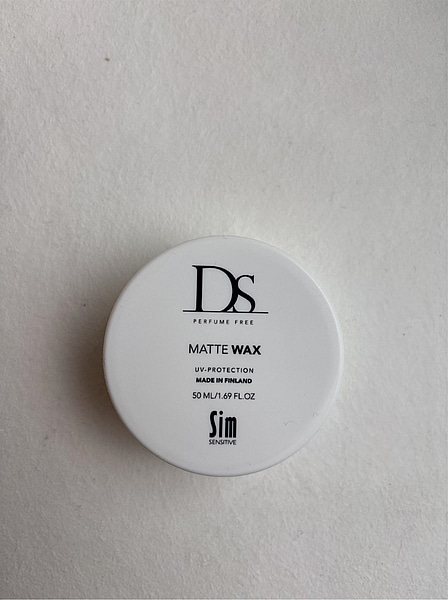 DS
PERFUME FREE
MATTE WAX
UV-PROTECTION
MADE IN FINLAND
50 ML/1.69 FL.OZ
Sim
SENSITIVE